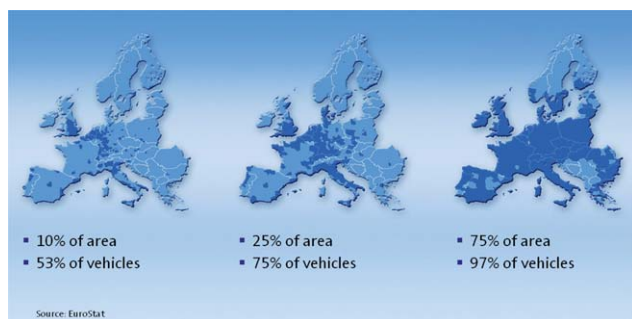 ▪ 10% of area
▪ 53% of vehicles
▪ 25% of area
▪ 75% of vehicles
▪ 75% of area
▪ 97% of vehicles
Source: EuroStat